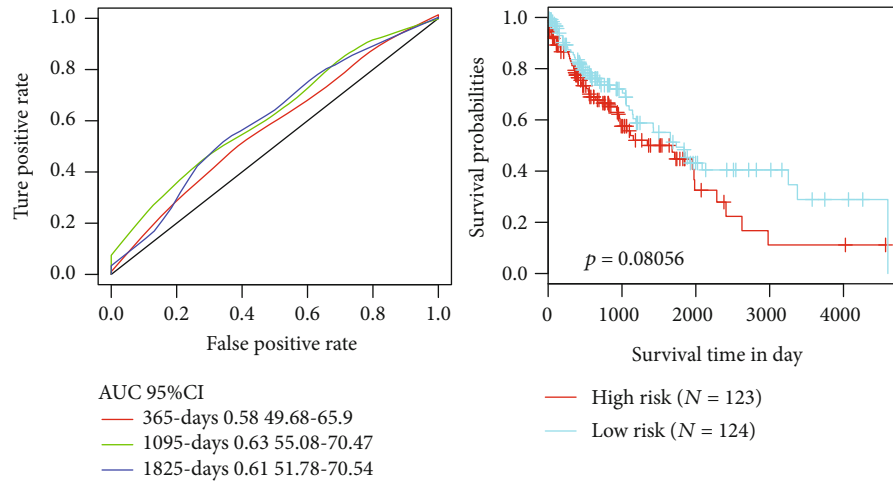 1.0
0.8
0.6
0.4
0.2
0.0
Ture positive rate
0.0 0.2 0.4 0.6 0.8 1.0
False positive rate
AUC 95%CI
365-days 0.58 49.68-65.9
1095-days 0.63 55.08-70.47
1825-days 0.61 51.78-70.54
1.0
0.8
0.6
0.4
0.2
0.0
Survival probabilities
p = 0.08056
0 1000 2000 3000 4000
Survival time in day
High risk (N = 123)
Low risk (N = 124)